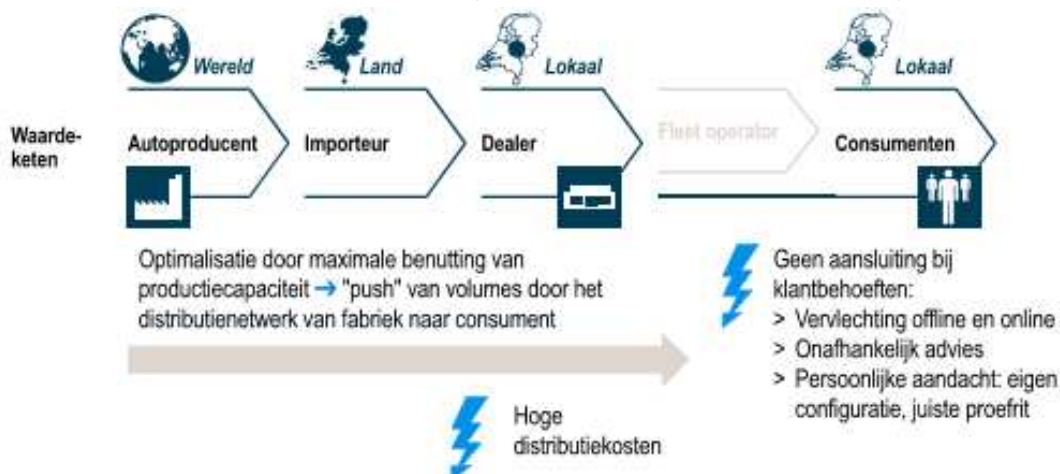 Wereld
Land
Lokaal
Lokaal
Waarde-
keten
Autoproducent
Importeur
Dealer
Fleet operator
Consumenten
Optimalisatie door maximale benutting van
productiecapaciteit ➔ "push" van volumes door het
distributienetwerk van fabriek naar consument
Geen aansluiting bij
klantbehoeften:
> Vervlechting offline en online
> Onafhankelijk advies
> Persoonlijke aandacht: eigen
configuratie, juiste proefrit
Hoge
distributiekosten